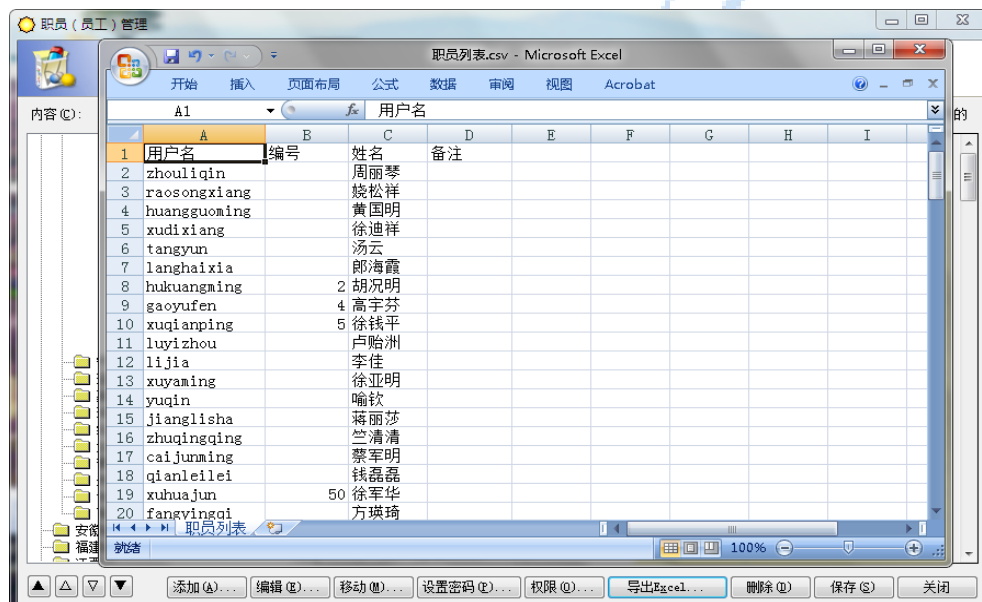 职员（员工）管理
职员列表.csv - Microsoft Excel
开始 插入 页面布局 公式 数据 审阅 视图 Acrobat
内容(C): A1 fx 用户名 的
A B C D E F G H I
1 用户名 编号 姓名 备注
2 zhouliqin 周丽琴
3 raosongxiang 娆松祥
4 huangguoming 黄国明
5 xudixiang 徐迪祥
6 tangyun 汤云
7 langhaixia 郎海霞
8 hukuangming 2 胡况明
9 gaoyufen 4 高宇芬
10 xuqianping 5 徐钱平
11 luyizhou 卢贻洲
12 lijia 李佳
13 xuyaming 徐亚明
14 yuqin 喻钦
15 jianglisha 蒋丽莎
16 zhuqingqing 竺清清
17 caijunming 蔡军明
18 qianleilei 钱磊磊
19 xuhuajun 50 徐军华
20 fangyingqi 方瑛琦
职员列表
安徽
就绪 100%
福建
添加(A)... 编辑(E)... 移动(M)... 设置密码(P)... 权限(O)... 导出Excel... 删除(D) 保存(S) 关闭